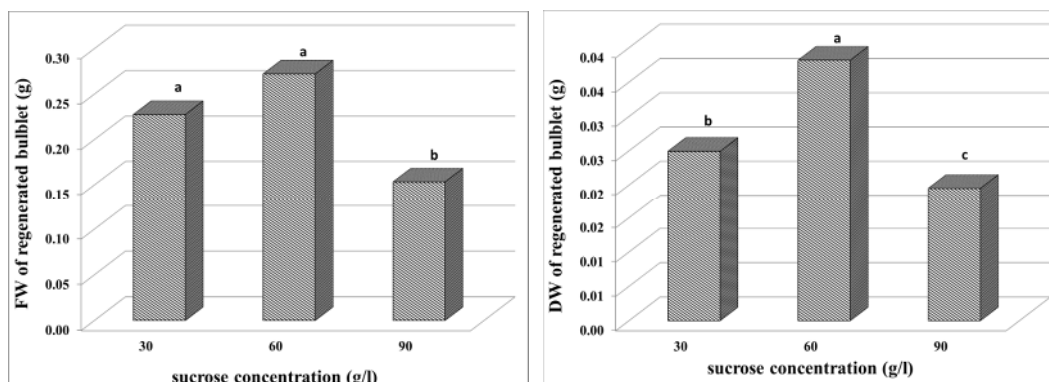 FW of regenerated bulblet (g)
0.30
0.25
0.20
0.15
0.10
0.05
0.00
a
a
b
30
60
90
sucrose concentration (g/l)
DW of regenerated bulblet (g)
0.04
0.04
0.03
0.03
0.02
0.02
0.01
0.01
0.00
b
a
c
30
60
90
sucrose concentration (g/l)